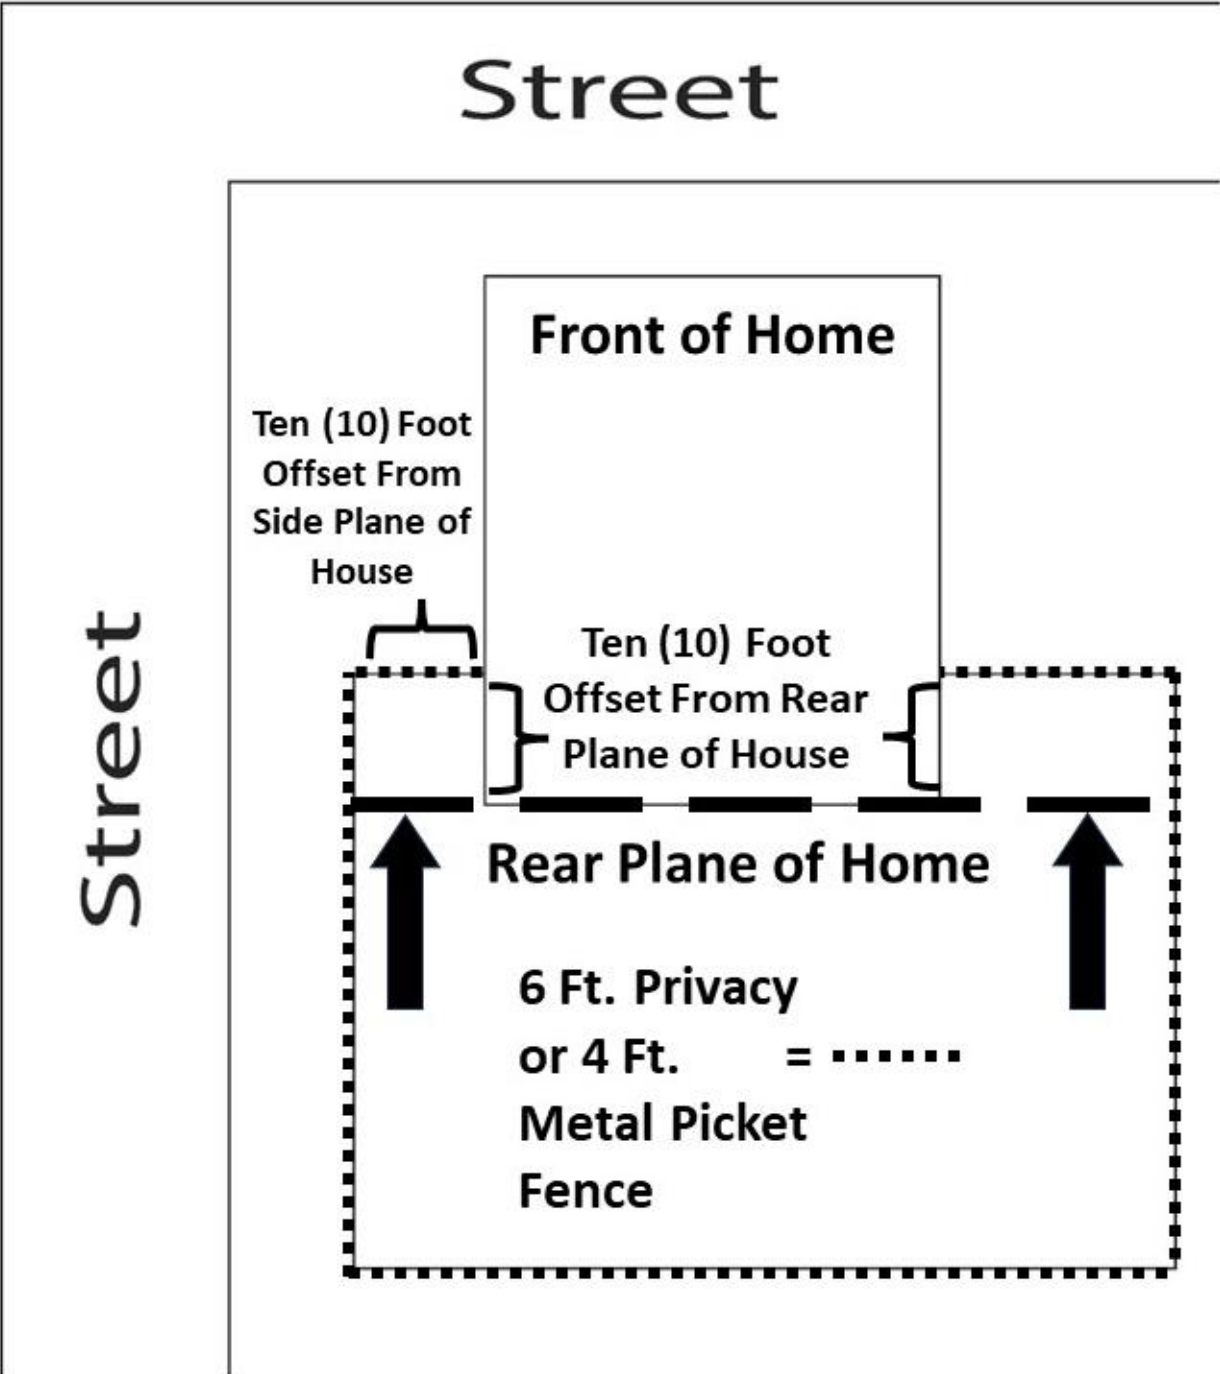 Street
Front of Home
Ten (10) Foot
Offset From
Side Plane of
House
Street
Ten (10) Foot
Offset From Rear
Plane of House
Rear Plane of Home
6 Ft. Privacy
or 4 Ft. =
Metal Picket
Fence